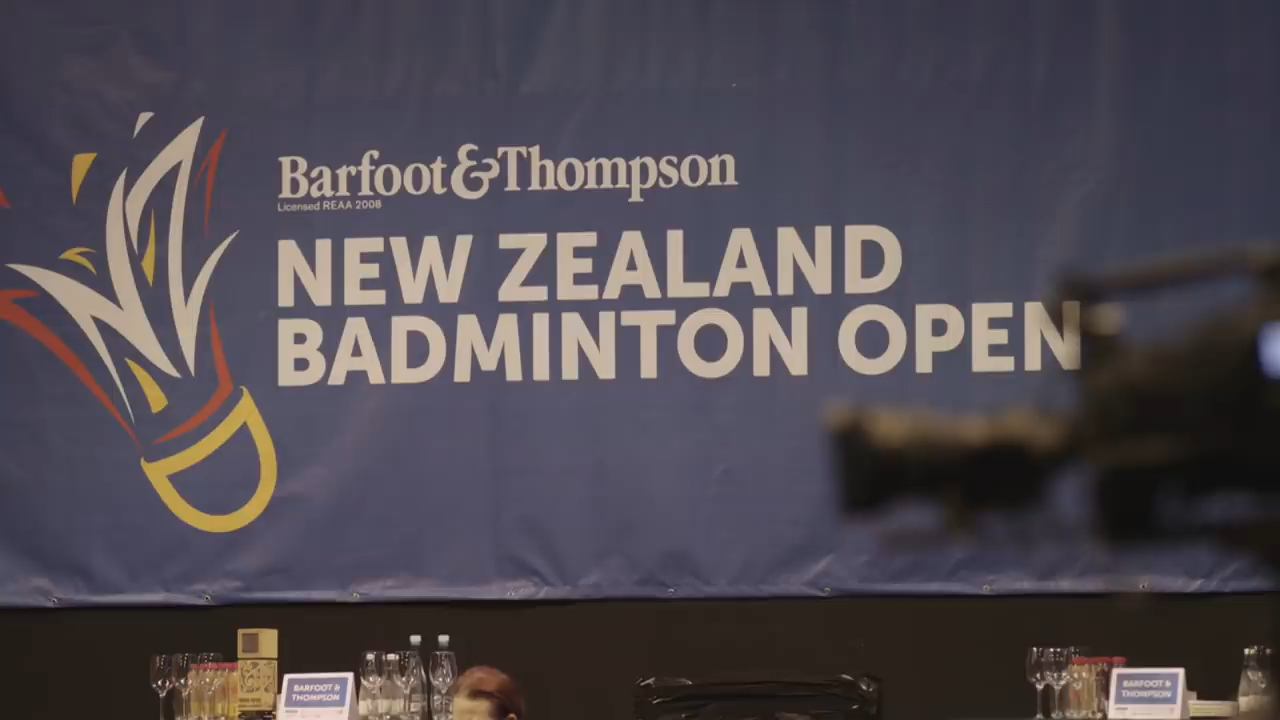 Barfoot&Thompson
Licensed REAA 2008
NEW ZEALAND
BADMINTON OPEN
BARFOOT &
THOMPSON
BARFOOT &
THOMPSON